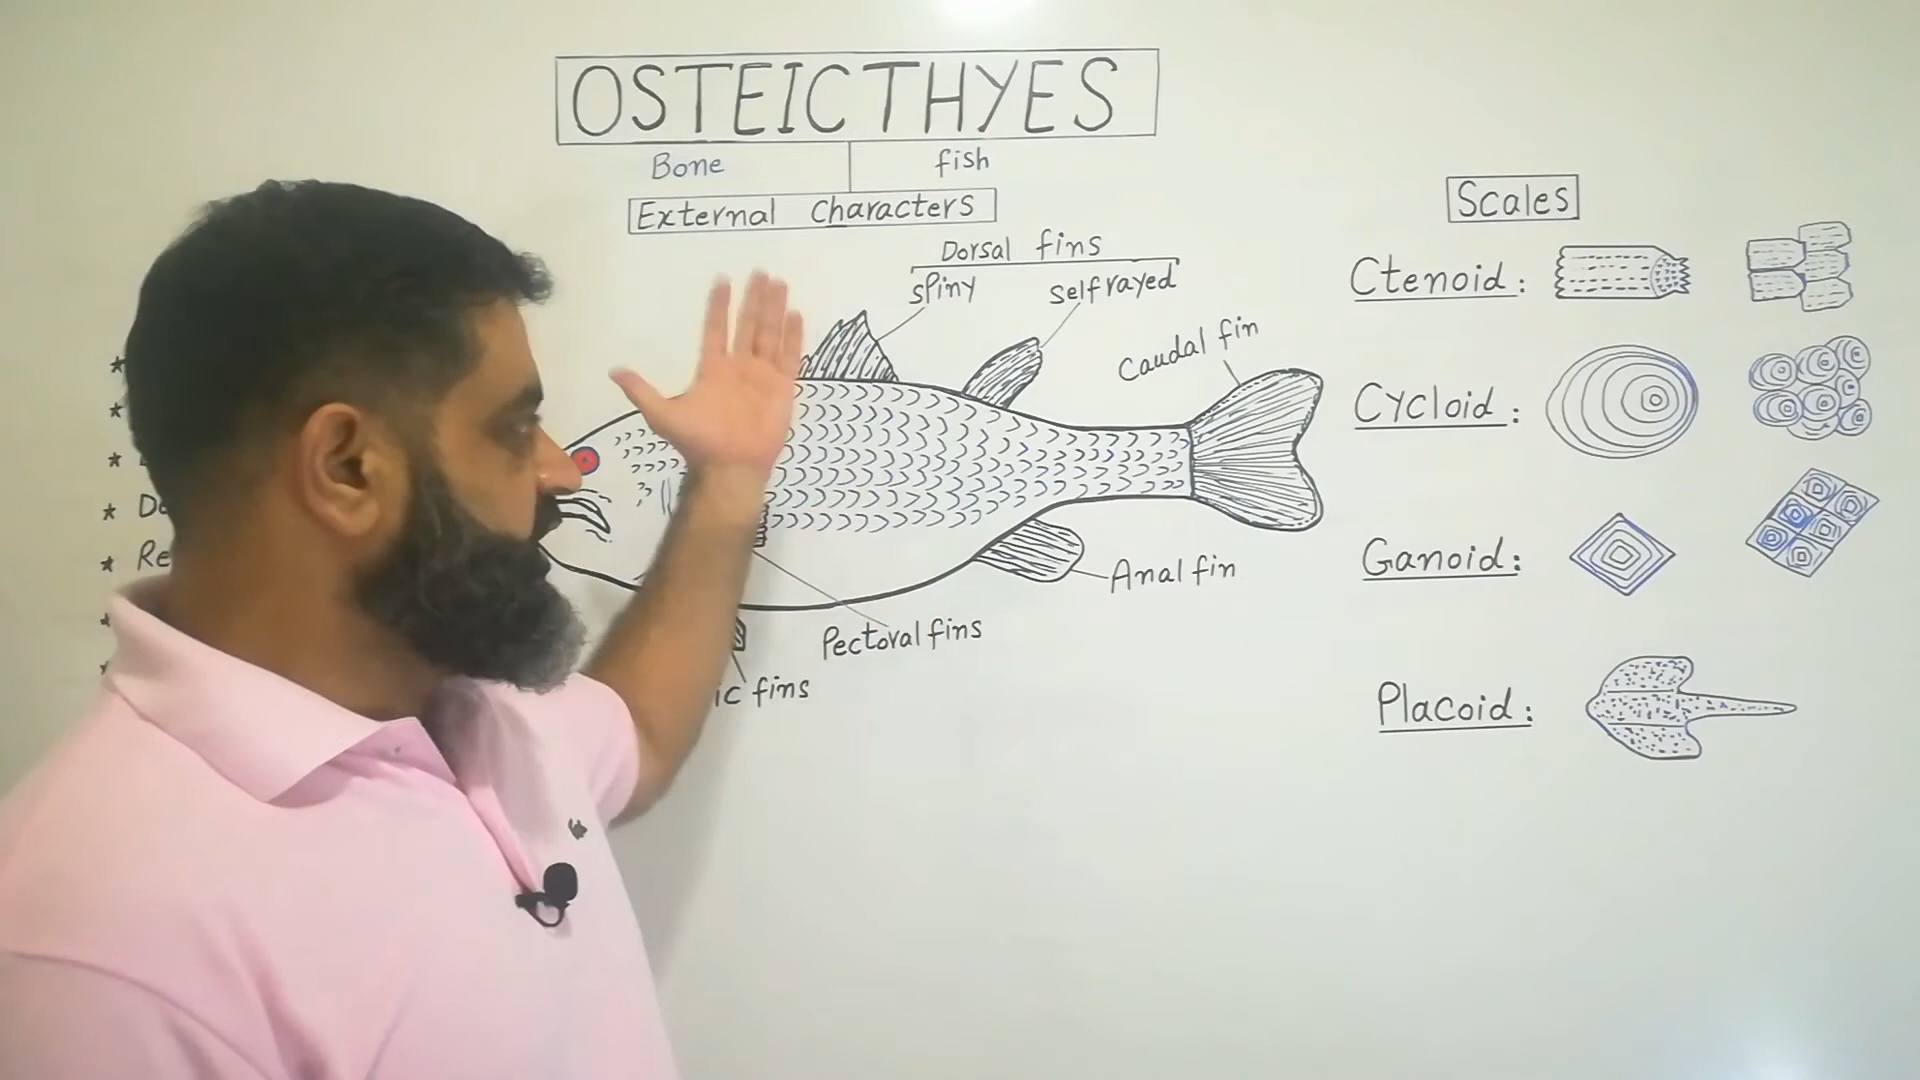 OSTEICTHYES
Bone fish
External characters
Dorsal fins
spiny selfrayed
Caudal fin
Anal fin
Pectoral fins
ic fins
De
Re
Scales
Ctenoid:
Cycloid:
Ganoid:
Placoid: